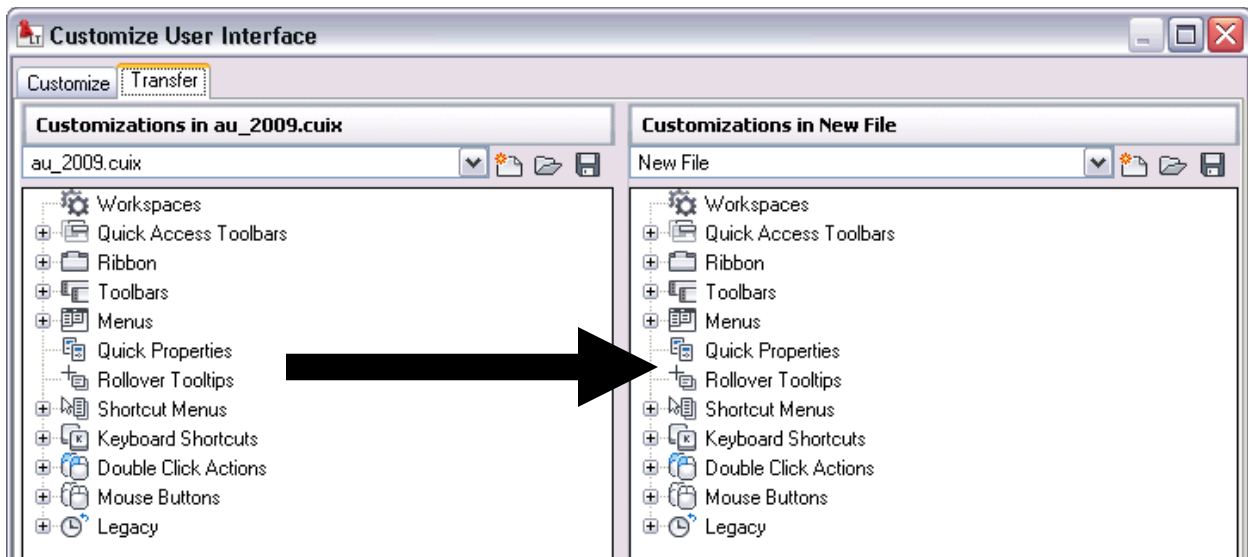 LT Customize User Interface
Customize Transfer
Customizations in au_2009.cuix
au_2009.cuix
Workspaces
Quick Access Toolbars
Ribbon
Toolbars
Menus
Quick Properties
Rollover Tooltips
Shortcut Menus
K Keyboard Shortcuts
Double Click Actions
Mouse Buttons
Legacy
Customizations in New File
New File
Workspaces
Quick Access Toolbars
Ribbon
Toolbars
Menus
Quick Properties
Rollover Tooltips
Shortcut Menus
K Keyboard Shortcuts
Double Click Actions
Mouse Buttons
Legacy